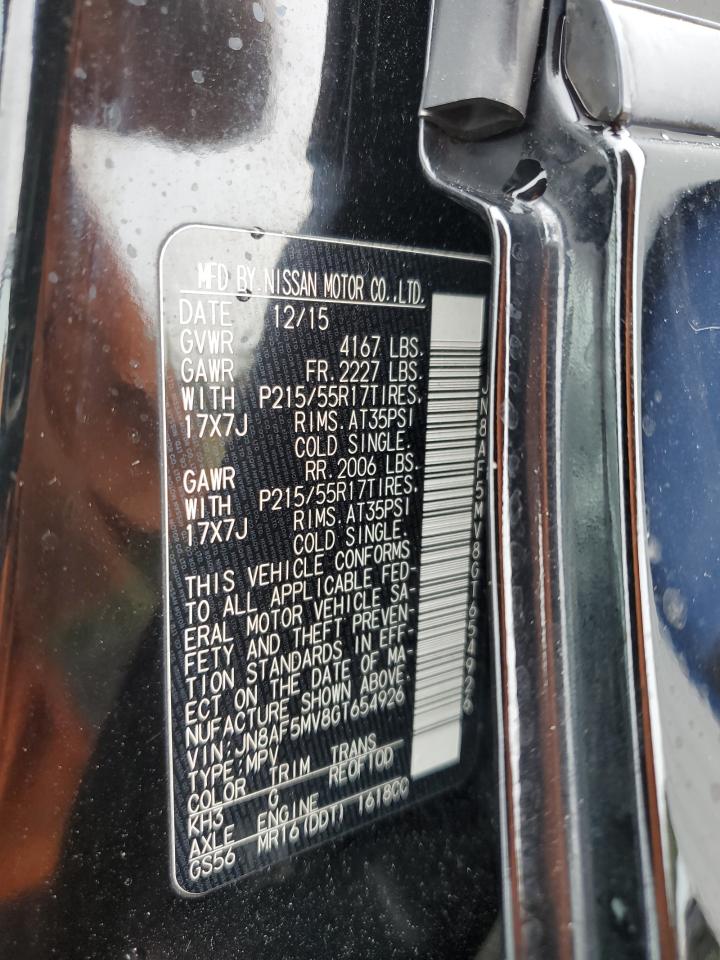 MFD BY.NISSAN MOTOR CO.,LTD.
DATE 12/15
GVWR 4167 LBS.
GAWR FR. 2227 LBS.
WITH P215/55R17TIRES.
17X7J RIMS.AT35PSI
COLD SINGLE.
GAWR RR. 2006 LBS.
WITH P215/55R17TIRES.
17X7J RIMS.AT35PSI
COLD SINGLE.
THIS VEHICLE CONFORMS
TO ALL APPLICABLE FED-
ERAL MOTOR VEHICLE SA-
FETY AND THEFT PREVEN-
TION STANDARDS IN EFF-
ECT ON THE DATE OF MA-
NUFACTURE SHOWN ABOVE.
VIN:JN8AF5MV8GT654926
TYPE:MPV
COLOR TRIM TRANS
KH3 G RE0F10D
AXLE ENGINE
GS56 MR16(DDT) 1618CC
JN8AF5MV8GT654926